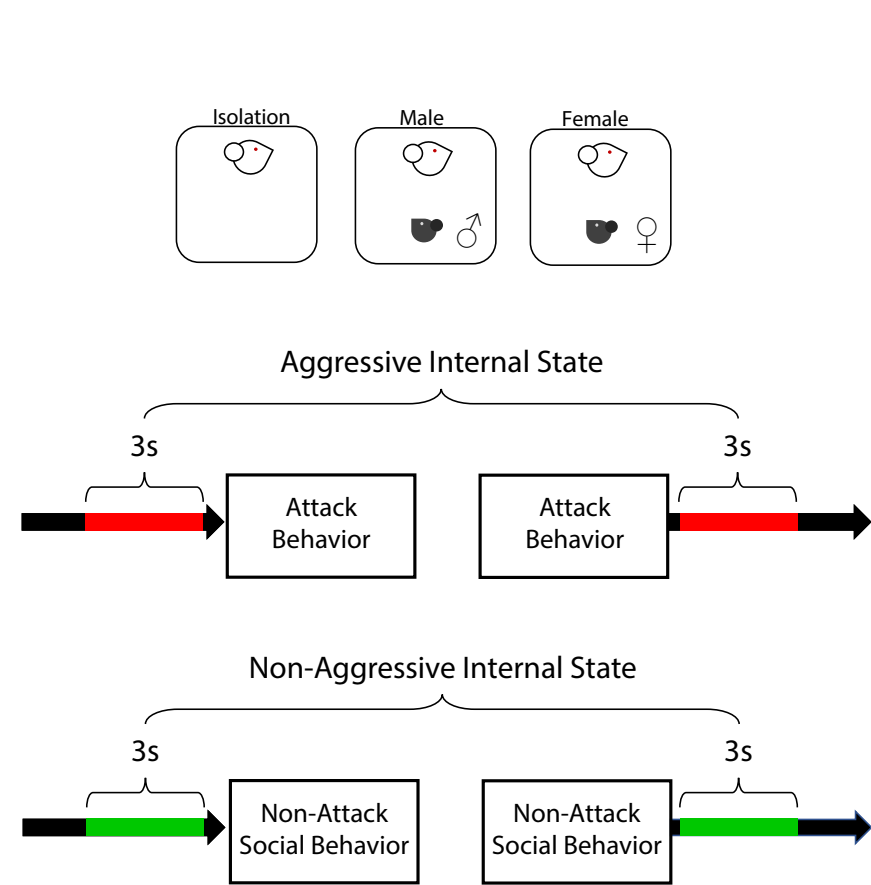 Isolation
Male
Female
♂
♀
Aggressive Internal State
3s
3s
Attack
Behavior
Attack
Behavior
Non-Aggressive Internal State
3s
3s
Non-Attack
Social Behavior
Non-Attack
Social Behavior